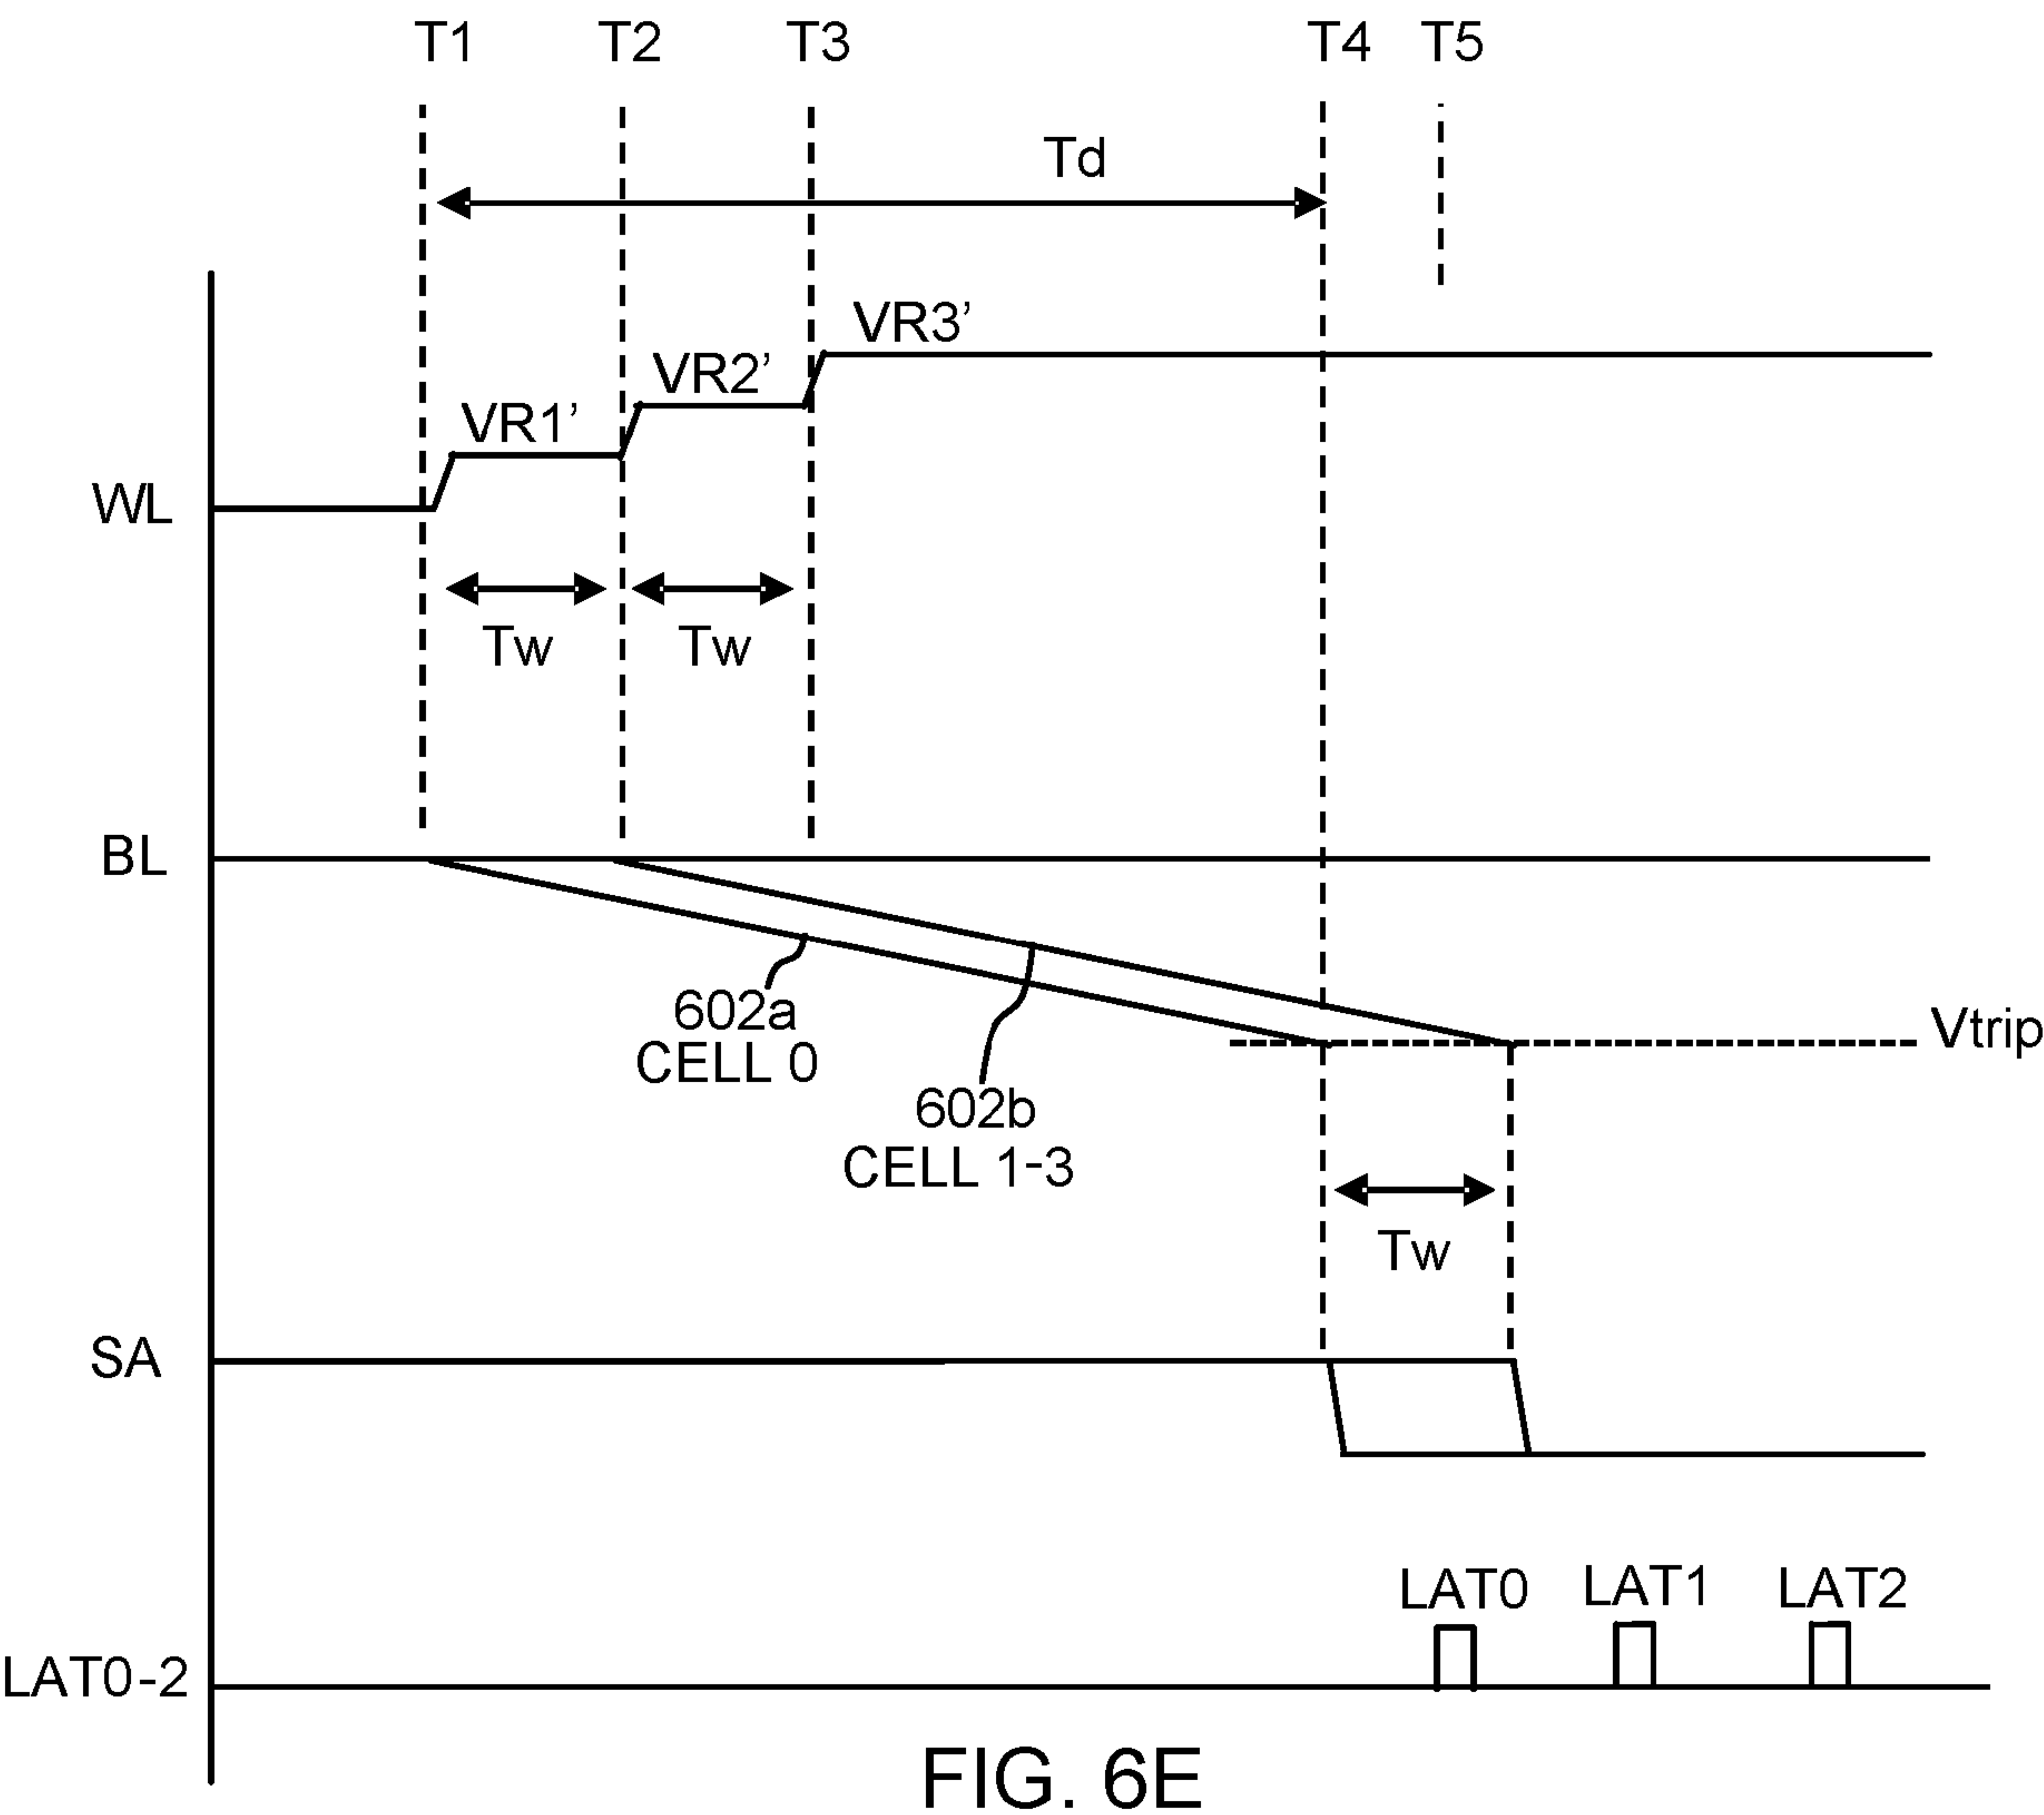 T1 T2 T3 T4 T5
Td
VR3’
VR2’
VR1’
WL
Tw Tw
BL
602a
CELL 0
Vtrip
602b
CELL 1-3
Tw
SA
LAT0 LAT1 LAT2
LAT0-2
FIG. 6E